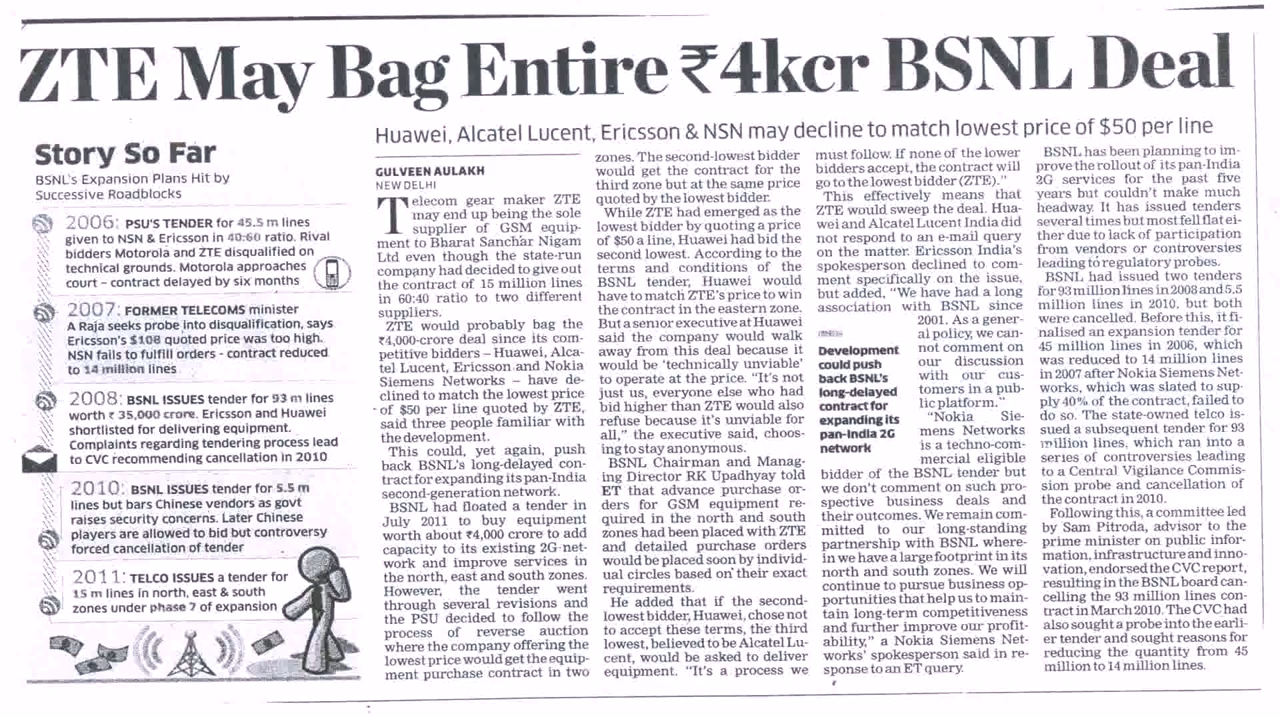 ZTE May Bag Entire ₹4kcr BSNL Deal
Huawei, Alcatel Lucent, Ericsson & NSN may decline to match lowest price of $50 per line
Story So Far
BSNL's Expansion Plans Hit by
Successive Roadblocks
2006: PSU'S TENDER for 45.5 m lines
given to NSN & Ericsson in 40:60 ratio. Rival
bidders Motorola and ZTE disqualified on
technical grounds. Motorola approaches
court – contract delayed by six months
2007: FORMER TELECOMS minister
A Raja seeks probe into disqualification, says
Ericsson's $108 quoted price was too high.
NSN fails to fulfill orders - contract reduced
to 14 million lines
2008: BSNL ISSUES tender for 93 m lines
worth ₹ 35,000 crore. Ericsson and Huawei
shortlisted for delivering equipment.
Complaints regarding tendering process lead
to CVC recommending cancellation in 2010
2010: BSNL ISSUES tender for 5.5 m
lines but bars Chinese vendors as govt
raises security concerns. Later Chinese
players are allowed to bid but controversy
forced cancellation of tender
2011: TELCO ISSUES a tender for
15 m lines in north, east & south
zones under phase 7 of expansion
GULVEEN AULAKH
NEW DELHI
Telecom gear maker ZTE
may end up being the sole
supplier of GSM equip-
ment to Bharat Sanchar Nigam
Ltd even though the state-run
company had decided to give out
the contract of 15 million lines
in 60:40 ratio to two different
suppliers.
ZTE would probably bag the
₹4,000-crore deal since its com-
petitive bidders – Huawei, Alca-
tel Lucent, Ericsson and Nokia
Siemens Networks – have de-
clined to match the lowest price
of $50 per line quoted by ZTE,
said three people familiar with
the development.
This could, yet again, push
back BSNL's long-delayed con-
tract for expanding its pan-India
second-generation network.
BSNL had floated a tender in
July 2011 to buy equipment
worth about ₹4,000 crore to add
capacity to its existing 2G net-
work and improve services in
the north, east and south zones.
However, the tender went
through several revisions and
the PSU decided to follow the
process of reverse auction
where the company offering the
lowest price would get the equip-
ment purchase contract in two
zones. The second-lowest bidder
would get the contract for the
third zone but at the same price
quoted by the lowest bidder.
While ZTE had emerged as the
lowest bidder by quoting a price
of $50 a line, Huawei had bid the
second lowest. According to the
terms and conditions of the
BSNL tender, Huawei would
have to match ZTE's price to win
the contract in the eastern zone.
But a senior executive at Huawei
said the company would walk
away from this deal because it
would be 'technically unviable'
to operate at the price. "It's not
just us, everyone else who had
bid higher than ZTE would also
refuse because it's unviable for
all," the executive said, choos-
ing to stay anonymous.
BSNL Chairman and Manag-
ing Director RK Upadhyay told
ET that advance purchase or-
ders for GSM equipment re-
quired in the north and south
zones had been placed with ZTE
and detailed purchase orders
would be placed soon by individ-
ual circles based on their exact
requirements.
He added that if the second-
lowest bidder, Huawei, chose not
to accept these terms, the third
lowest, believed to be Alcatel Lu-
cent, would be asked to deliver
equipment. "It's a process we
must follow. If none of the lower
bidders accept, the contract will
go to the lowest bidder (ZTE)."
This effectively means that
ZTE would sweep the deal. Hua-
wei and Alcatel Lucent India did
not respond to an e-mail query
on the matter. Ericsson India's
spokesperson declined to com-
ment specifically on the issue,
but added, "We have had a long
association with BSNL since
2001. As a gener-
al policy, we can-
not comment on
our discussion
with our cus-
tomers in a pub-
lic platform."
"Nokia Sie-
mens Networks
is a techno-com-
mercial eligible
bidder of the BSNL tender but
we don't comment on such pro-
spective business deals and
their outcomes. We remain com-
mitted to our long-standing
partnership with BSNL where-
in we have a large footprint in its
north and south zones. We will
continue to pursue business op-
portunities that help us to main-
tain long-term competitiveness
and further improve our profit-
ability," a Nokia Siemens Net-
works' spokesperson said in re-
sponse to an ET query.
Development
could push
back BSNL's
long-delayed
contract for
expanding its
pan-India 2G
network
BSNL has been planning to im-
prove the rollout of its pan-India
2G services for the past five
years but couldn't make much
headway. It has issued tenders
several times but most fell flat ei-
ther due to lack of participation
from vendors or controversies
leading to regulatory probes.
BSNL had issued two tenders
for 93 million lines in 2008 and 5.5
million lines in 2010, but both
were cancelled. Before this, it fi-
nalised an expansion tender for
45 million lines in 2006, which
was reduced to 14 million lines
in 2007 after Nokia Siemens Net-
works, which was slated to sup-
ply 40% of the contract, failed to
do so. The state-owned telco is-
sued a subsequent tender for 93
million lines, which ran into a
series of controversies leading
to a Central Vigilance Commis-
sion probe and cancellation of
the contract in 2010.
Following this, a committee led
by Sam Pitroda, advisor to the
prime minister on public infor-
mation, infrastructure and inno-
vation, endorsed the CVC report,
resulting in the BSNL board can-
celling the 93 million lines con-
tract in March 2010. The CVC had
also sought a probe into the earli-
er tender and sought reasons for
reducing the quantity from 45
million to 14 million lines.